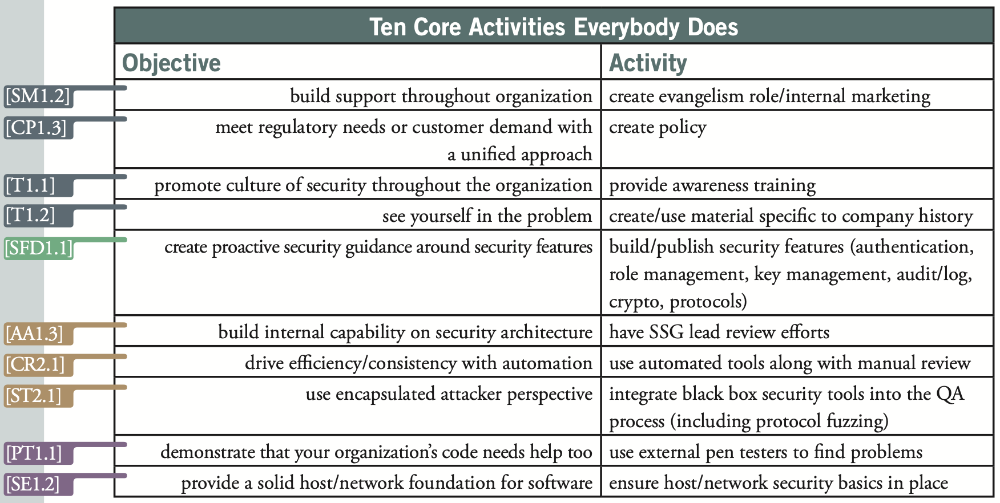 Ten Core Activities Everybody Does
Objective
Activity
[SM1.2]
build support throughout organization
create evangelism role/internal marketing
[CP1.3]
meet regulatory needs or customer demand with
a unified approach
create policy
[T1.1]
promote culture of security throughout the organization
provide awareness training
[T1.2]
see yourself in the problem
create/use material specific to company history
[SFD1.1]
create proactive security guidance around security features
build/publish security features (authentication,
role management, key management, audit/log,
crypto, protocols)
[AA1.3]
build internal capability on security architecture
have SSG lead review efforts
[CR2.1]
drive efficiency/consistency with automation
use automated tools along with manual review
[ST2.1]
use encapsulated attacker perspective
integrate black box security tools into the QA
process (including protocol fuzzing)
[PT1.1]
demonstrate that your organization’s code needs help too
use external pen testers to find problems
[SE1.2]
provide a solid host/network foundation for software
ensure host/network security basics in place